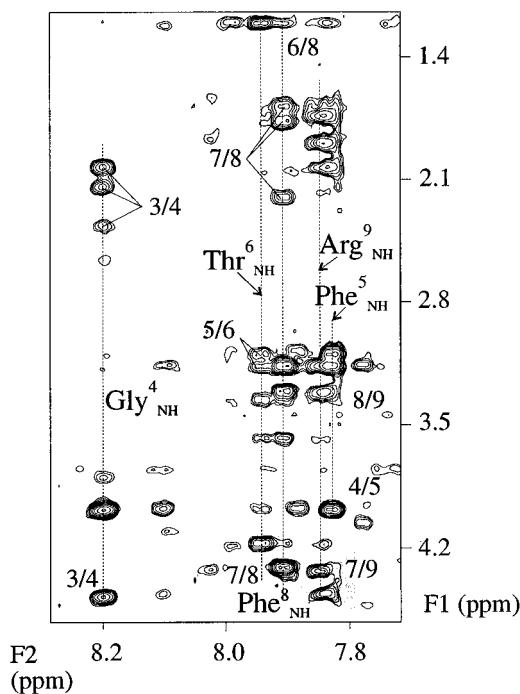 6/8
1.4
7/8
2.1
3/4
Thr⁶NH
Arg⁹NH
Phe⁵NH
2.8
5/6
Gly⁴NH
8/9
3.5
4/5
4.2
3/4
7/8
7/9
Phe⁸NH
F1 (ppm)
F2 (ppm)
8.2
8.0
7.8